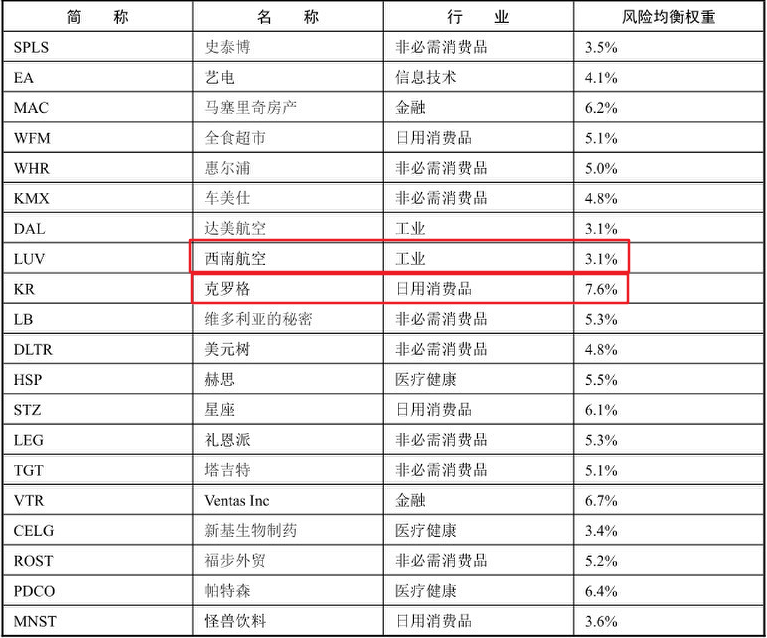 简 称 名 称 行 业 风险均衡权重
SPLS 史泰博 非必需消费品 3.5%
EA 艺电 信息技术 4.1%
MAC 马塞里奇房产 金融 6.2%
WFM 全食超市 日用消费品 5.1%
WHR 惠尔浦 非必需消费品 5.0%
KMX 车美仕 非必需消费品 4.8%
DAL 达美航空 工业 3.1%
LUV 西南航空 工业 3.1%
KR 克罗格 日用消费品 7.6%
LB 维多利亚的秘密 非必需消费品 5.3%
DLTR 美元树 非必需消费品 4.8%
HSP 赫思 医疗健康 5.5%
STZ 星座 日用消费品 6.1%
LEG 礼恩派 非必需消费品 5.3%
TGT 塔吉特 非必需消费品 5.1%
VTR Ventas Inc 金融 6.7%
CELG 新基生物制药 医疗健康 3.4%
ROST 福步外贸 非必需消费品 5.2%
PDCO 帕特森 医疗健康 6.4%
MNST 怪兽饮料 日用消费品 3.6%